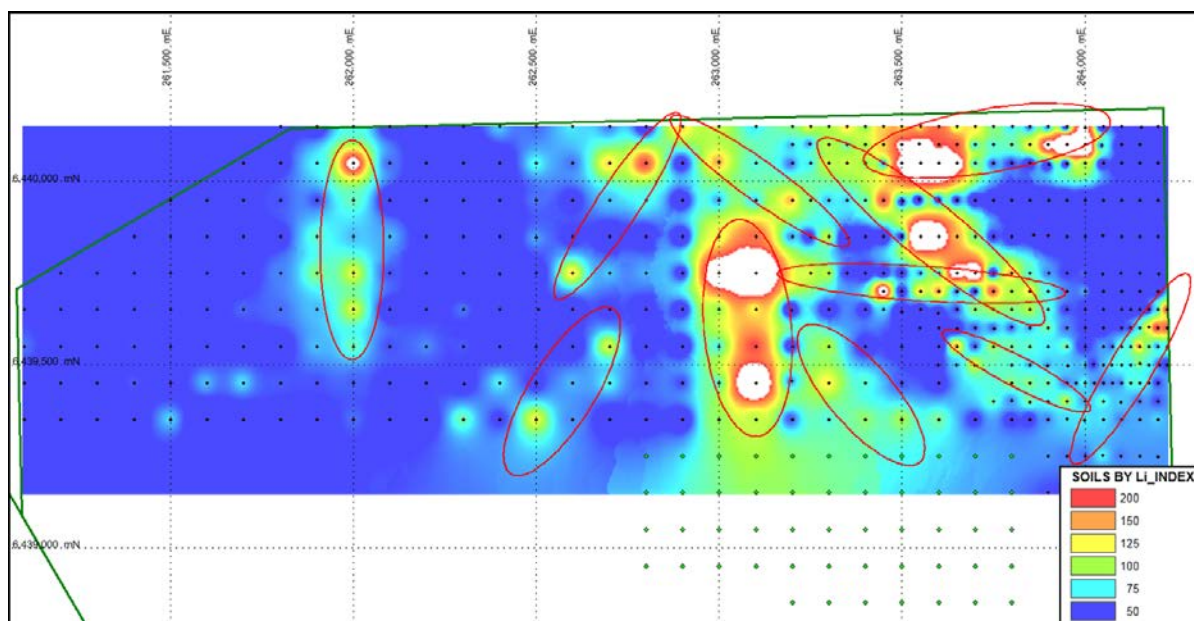 261,500 mE
262,000 mE
262,500 mE
263,000 mE
263,500 mE
264,000 mE
6,440,000 mN
6,439,500 mN
6,439,000 mN
SOILS BY Li_INDEX
200
150
125
100
75
50